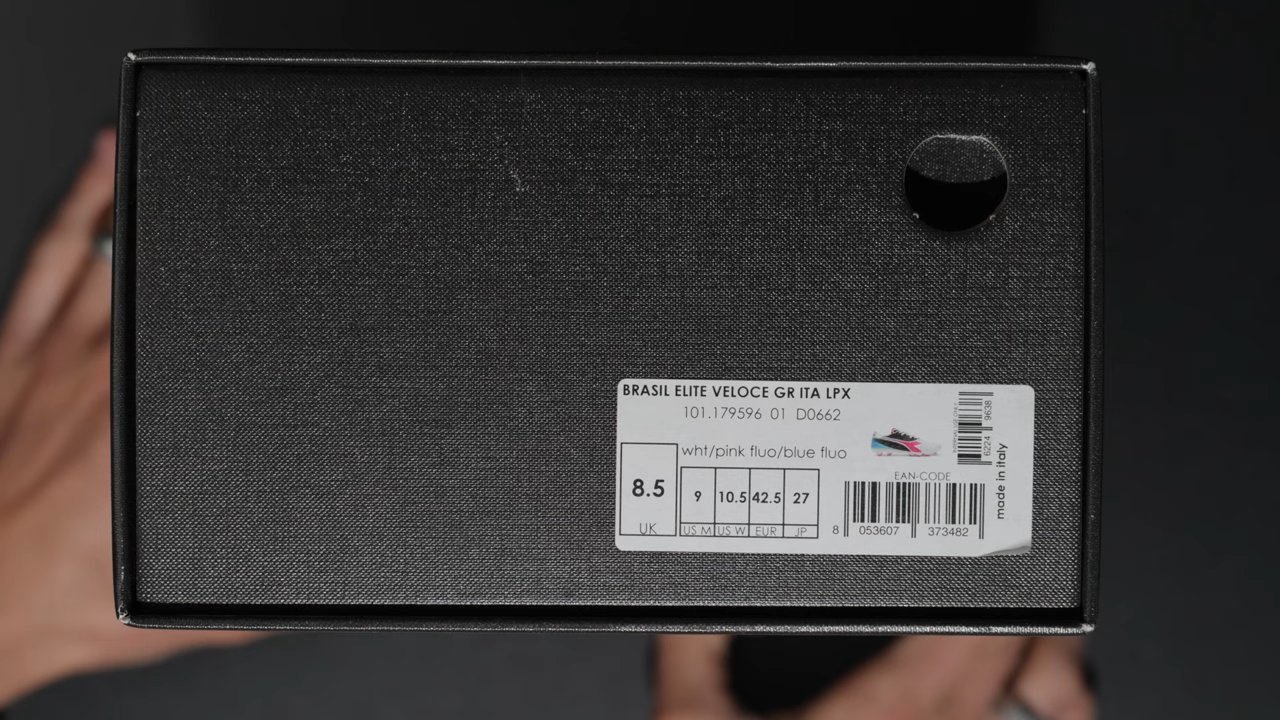 BRASIL ELITE VELOCE GR ITA LPX
101.179596 01 D0662
wht/pink fluo/blue fluo
8.5
UK
9 10.5 42.5 27
US M US W EUR JP
EAN-CODE
8 053607 373482
6224 9638
made in italy